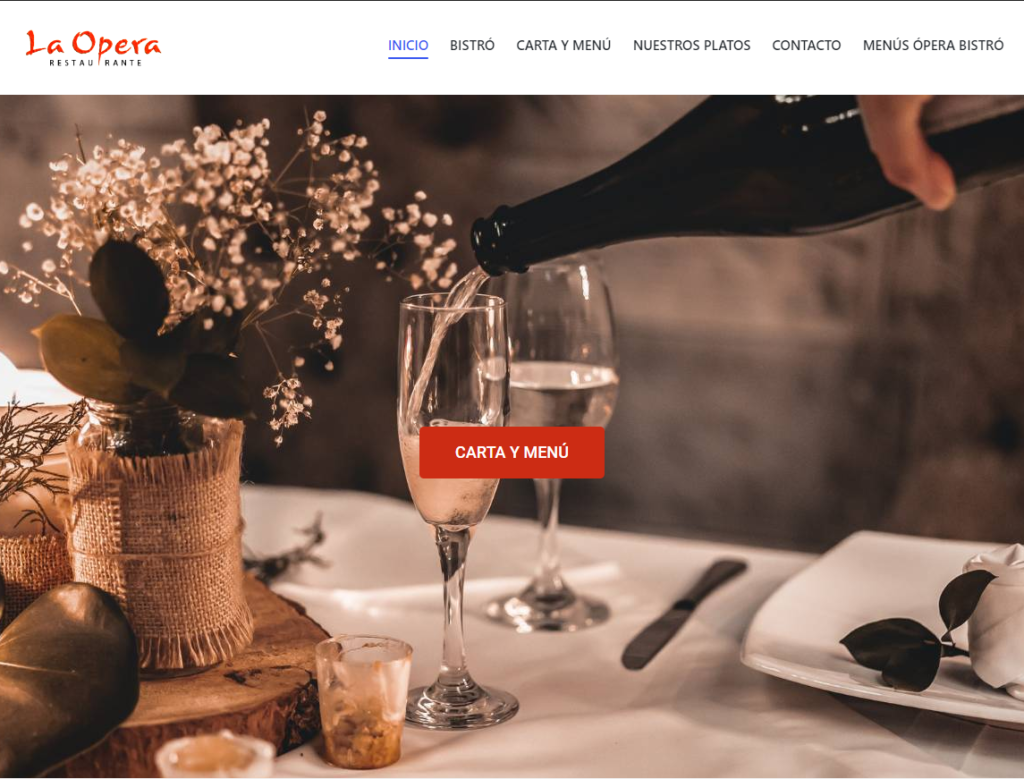 La Opera
RESTAURANTE
INICIO BISTRÓ CARTA Y MENÚ NUESTROS PLATOS CONTACTO MENÚS ÓPERA BISTRÓ
CARTA Y MENÚ